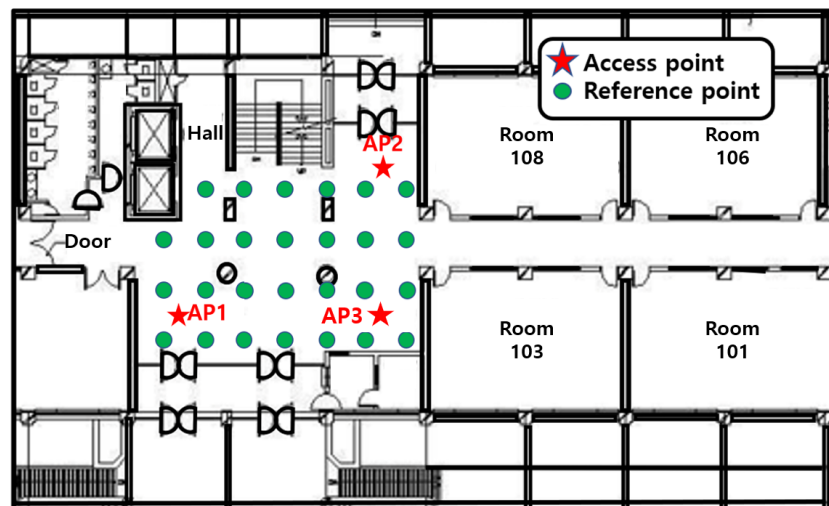 Access point
Reference point
Hall
AP2
Room
108
Room
106
Door
AP1
AP3
Room
103
Room
101